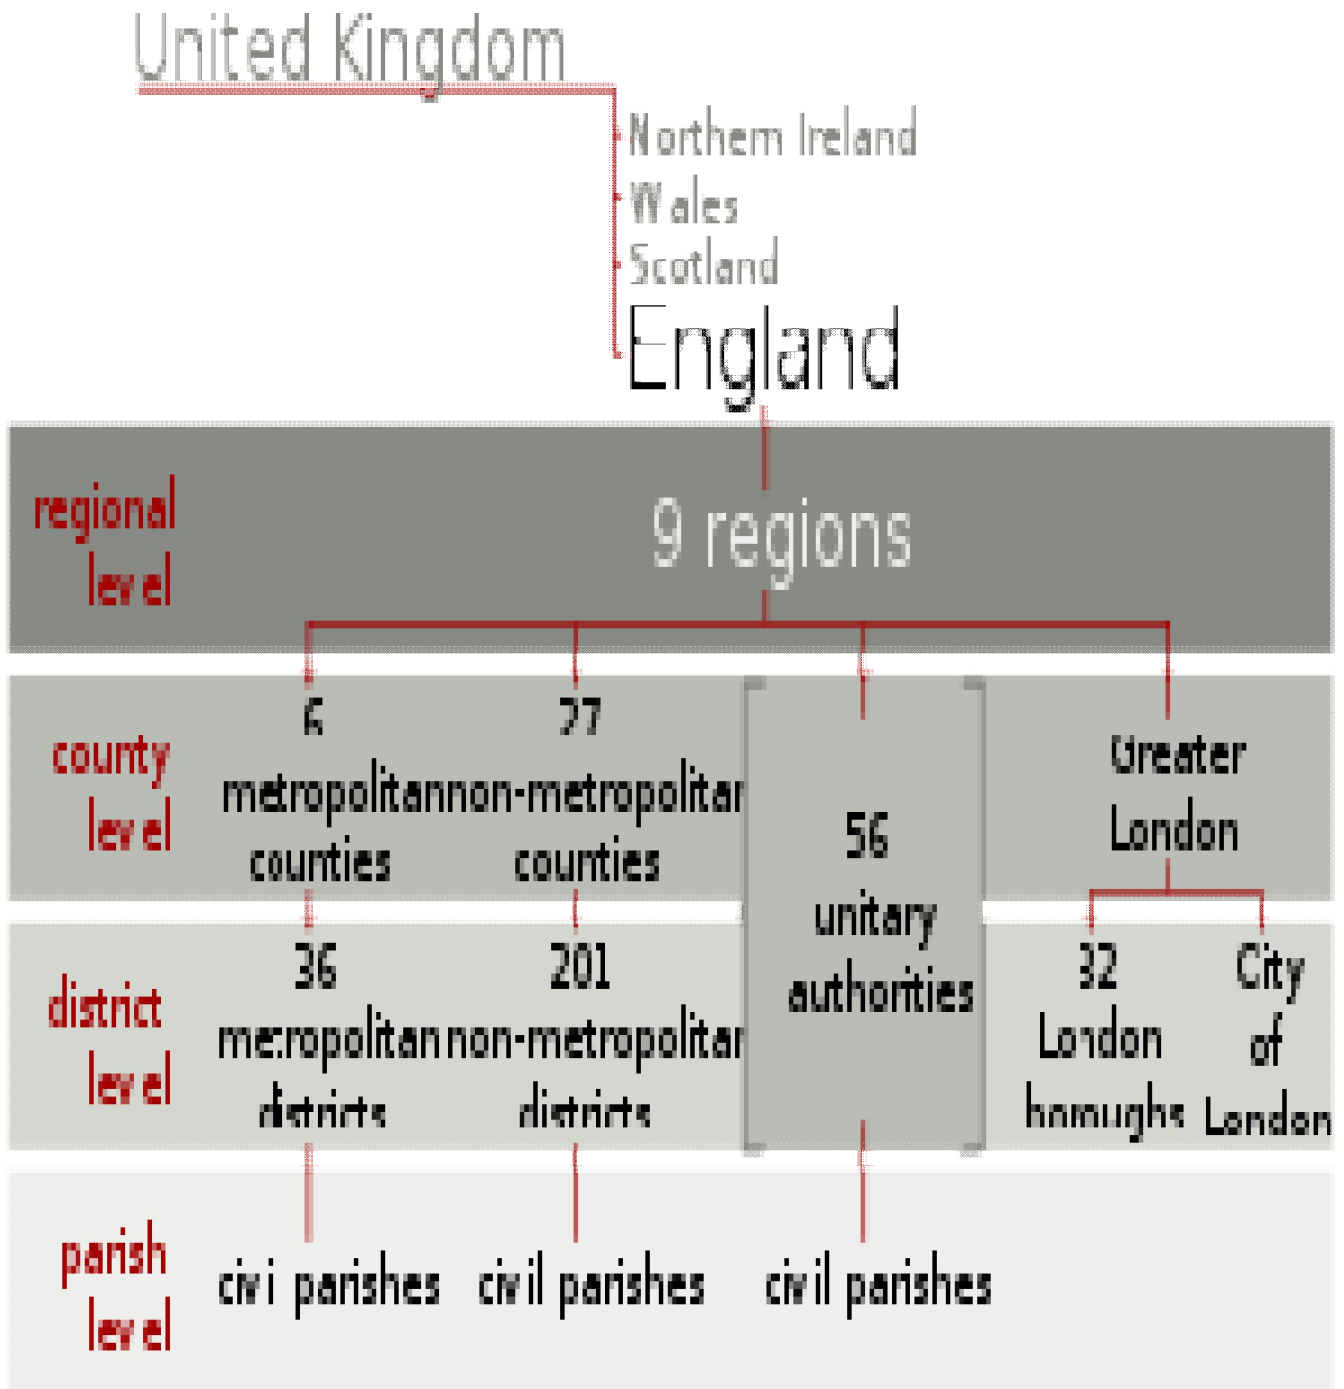 United Kingdom
Northern Ireland
Wales
Scotland
England
regional
level
9 regions
county
level
6
metropolitan
counties
27
non-metropolitan
counties
56
unitary
authorities
Greater
London
district
level
36
metropolitan
districts
201
non-metropolitan
districts
32
London
boroughs
City
of
London
parish
level
civil parishes
civil parishes
civil parishes